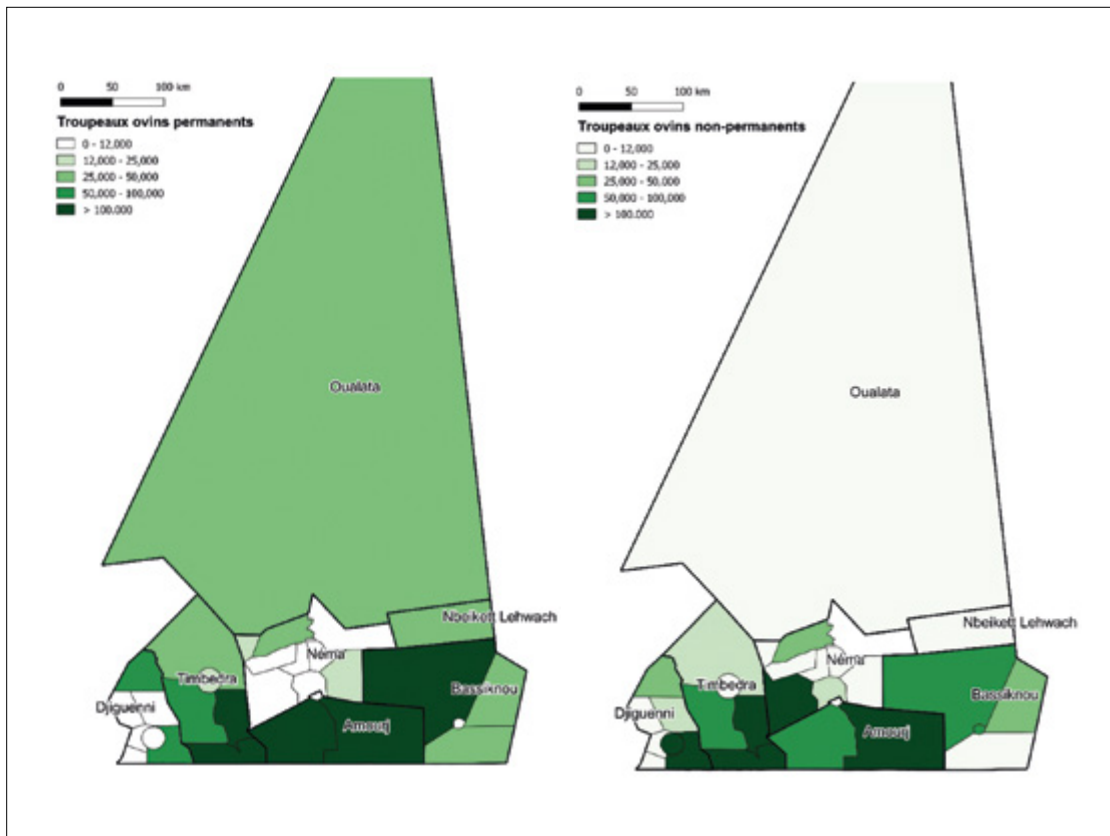 0 50 100 km
Troupeaux ovins permanents
0 - 12,000
12,000 - 25,000
25,000 - 50,000
50,000 - 100,000
> 100.000
Oualata
Nbeikett Lehwach
Néma
Timbedra
Bassiknou
Djiguenni
Amourj
0 50 100 km
Troupeaux ovins non-permanents
0 - 12,000
12,000 - 25,000
25,000 - 50,000
50,000 - 100,000
> 100.000
Oualata
Nbeikett Lehwach
Néma
Timbedra
Bassiknou
Djiguenni
Amourj